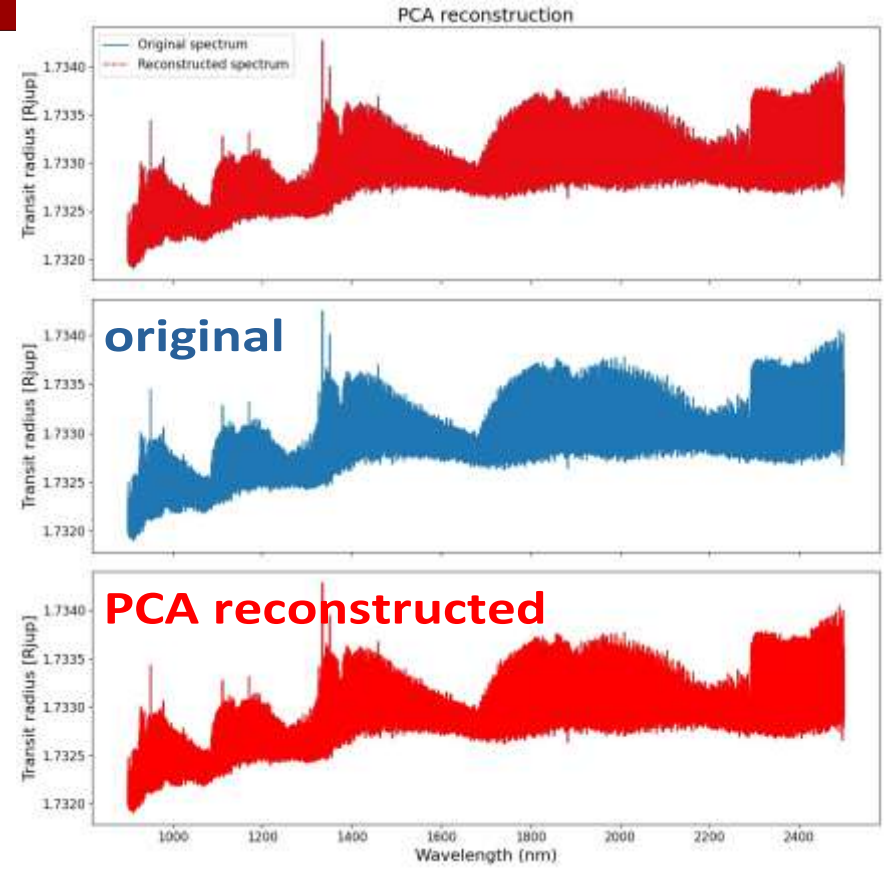 PCA reconstruction
Original spectrum
Reconstructed spectrum
Transit radius [Rjup]
1.7340
1.7335
1.7330
1.7325
1.7320
original
Transit radius [Rjup]
1.7340
1.7335
1.7330
1.7325
1.7320
PCA reconstructed
Transit radius [Rjup]
1.7340
1.7335
1.7330
1.7325
1.7320
1000 1200 1400 1600 1800 2000 2200 2400
Wavelength (nm)